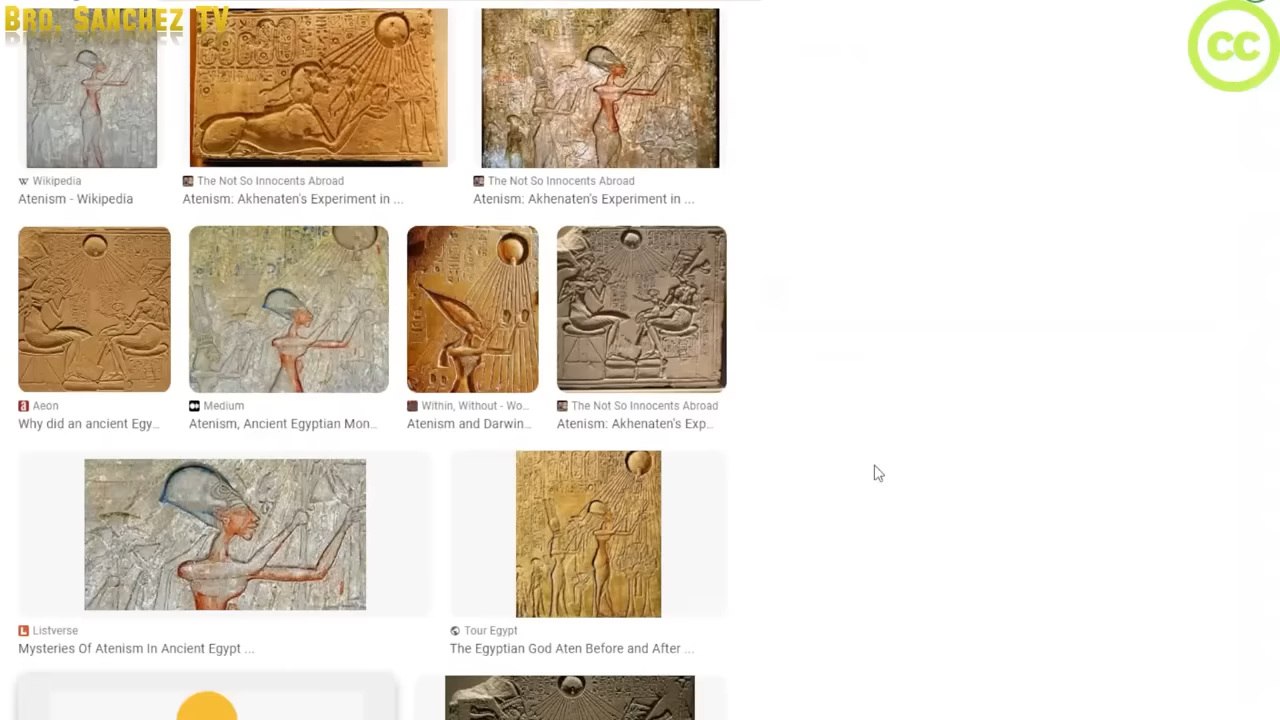 BRO. SANCHEZ TV
CC
W Wikipedia
Atenism - Wikipedia
The Not So Innocents Abroad
Atenism: Akhenaten's Experiment in ...
The Not So Innocents Abroad
Atenism: Akhenaten's Experiment in ...
a Aeon
Why did an ancient Egy...
Medium
Atenism, Ancient Egyptian Mon...
Within, Without - Wo...
Atenism and Darwin...
The Not So Innocents Abroad
Atenism: Akhenaten's Exp...
L Listverse
Mysteries Of Atenism In Ancient Egypt ...
Tour Egypt
The Egyptian God Aten Before and After ...